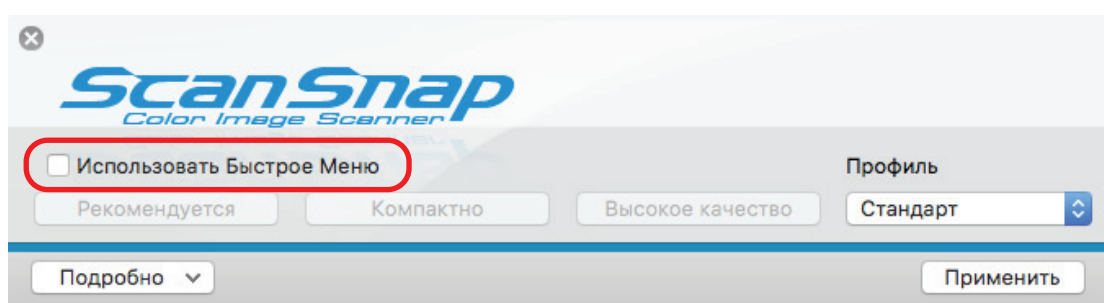 ScanSnap
Color Image Scanner
Использовать Быстрое Меню
Профиль
Рекомендуется
Компактно
Высокое качество
Стандарт
Подробно
Применить